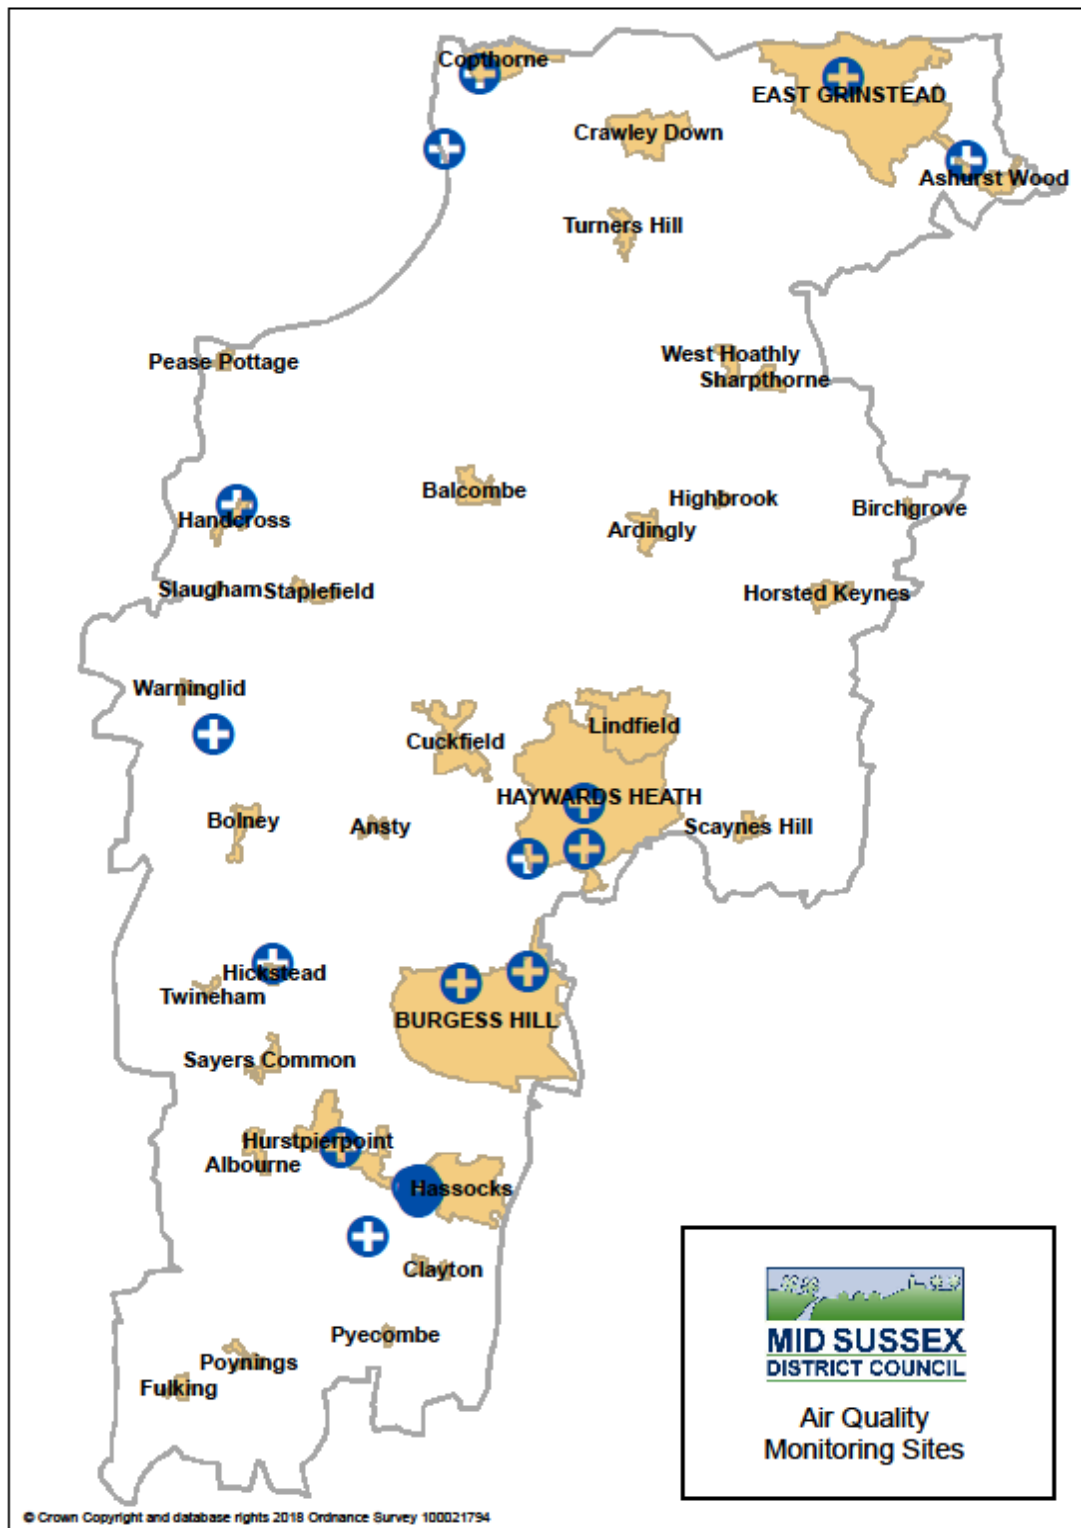 Copthorne
EAST GRINSTEAD
Crawley Down
Ashurst Wood
Turners Hill
Pease Pottage
West Hoathly
Sharpthorne
Balcombe
Highbrook
Birchgrove
Handcross
Ardingly
Slaugham
Staplefield
Horsted Keynes
Warninglid
Cuckfield
Lindfield
HAYWARDS HEATH
Bolney
Ansty
Scaynes Hill
Hickstead
Twineham
BURGESS HILL
Sayers Common
Hurstpierpoint
Albourne
Hassocks
Clayton
Pyecombe
Poynings
Fulking
MID SUSSEX
DISTRICT COUNCIL
Air Quality
Monitoring Sites
© Crown Copyright and database rights 2018 Ordnance Survey 100021794